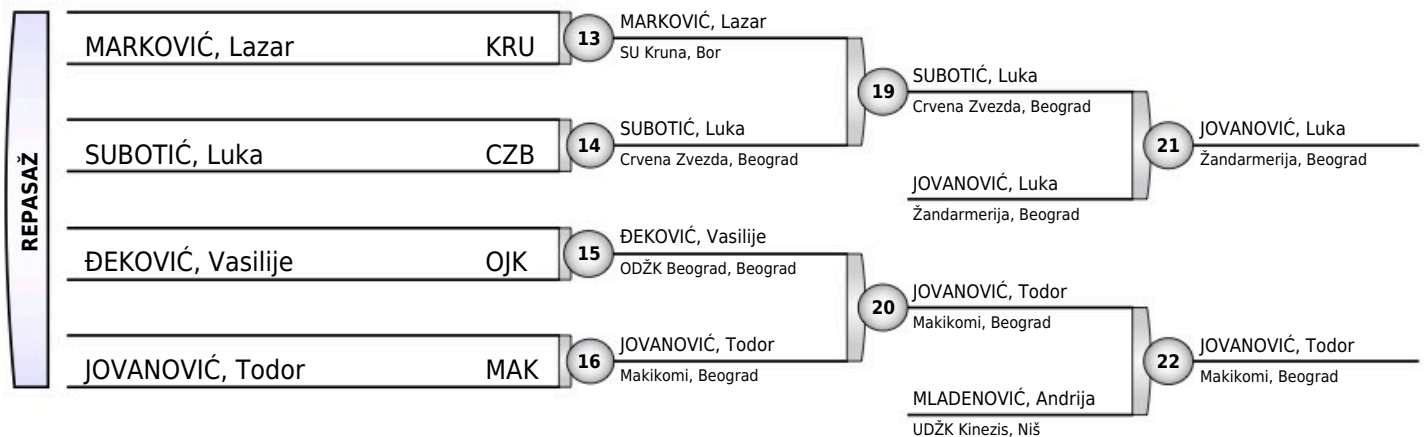 REPASAŽ
MARKOVIĆ, Lazar KRU
SUBOTIĆ, Luka CZB
ĐEKOVIĆ, Vasilije OJK
JOVANOVIĆ, Todor MAK
13
MARKOVIĆ, Lazar
SU Kruna, Bor
14
SUBOTIĆ, Luka
Crvena Zvezda, Beograd
15
ĐEKOVIĆ, Vasilije
ODŽK Beograd, Beograd
16
JOVANOVIĆ, Todor
Makikomi, Beograd
19
SUBOTIĆ, Luka
Crvena Zvezda, Beograd
JOVANOVIĆ, Luka
Žandarmerija, Beograd
20
JOVANOVIĆ, Todor
Makikomi, Beograd
MLADENOVIĆ, Andrija
UDŽK Kinezis, Niš
21
JOVANOVIĆ, Luka
Žandarmerija, Beograd
22
JOVANOVIĆ, Todor
Makikomi, Beograd